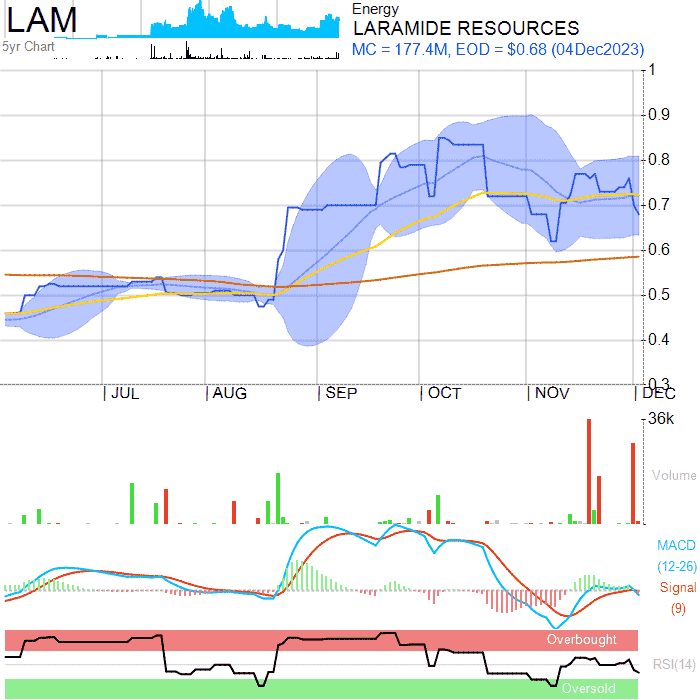 LAM
5yr Chart
Energy
LARAMIDE RESOURCES
MC = 177.4M, EOD = $0.68 (04Dec2023)
1
0.9
0.8
0.7
0.6
0.5
0.4
0.3
JUL AUG SEP OCT NOV DEC
36k
Volume
MACD
(12-26)
Signal
(9)
Overbought
RSI(14)
Oversold